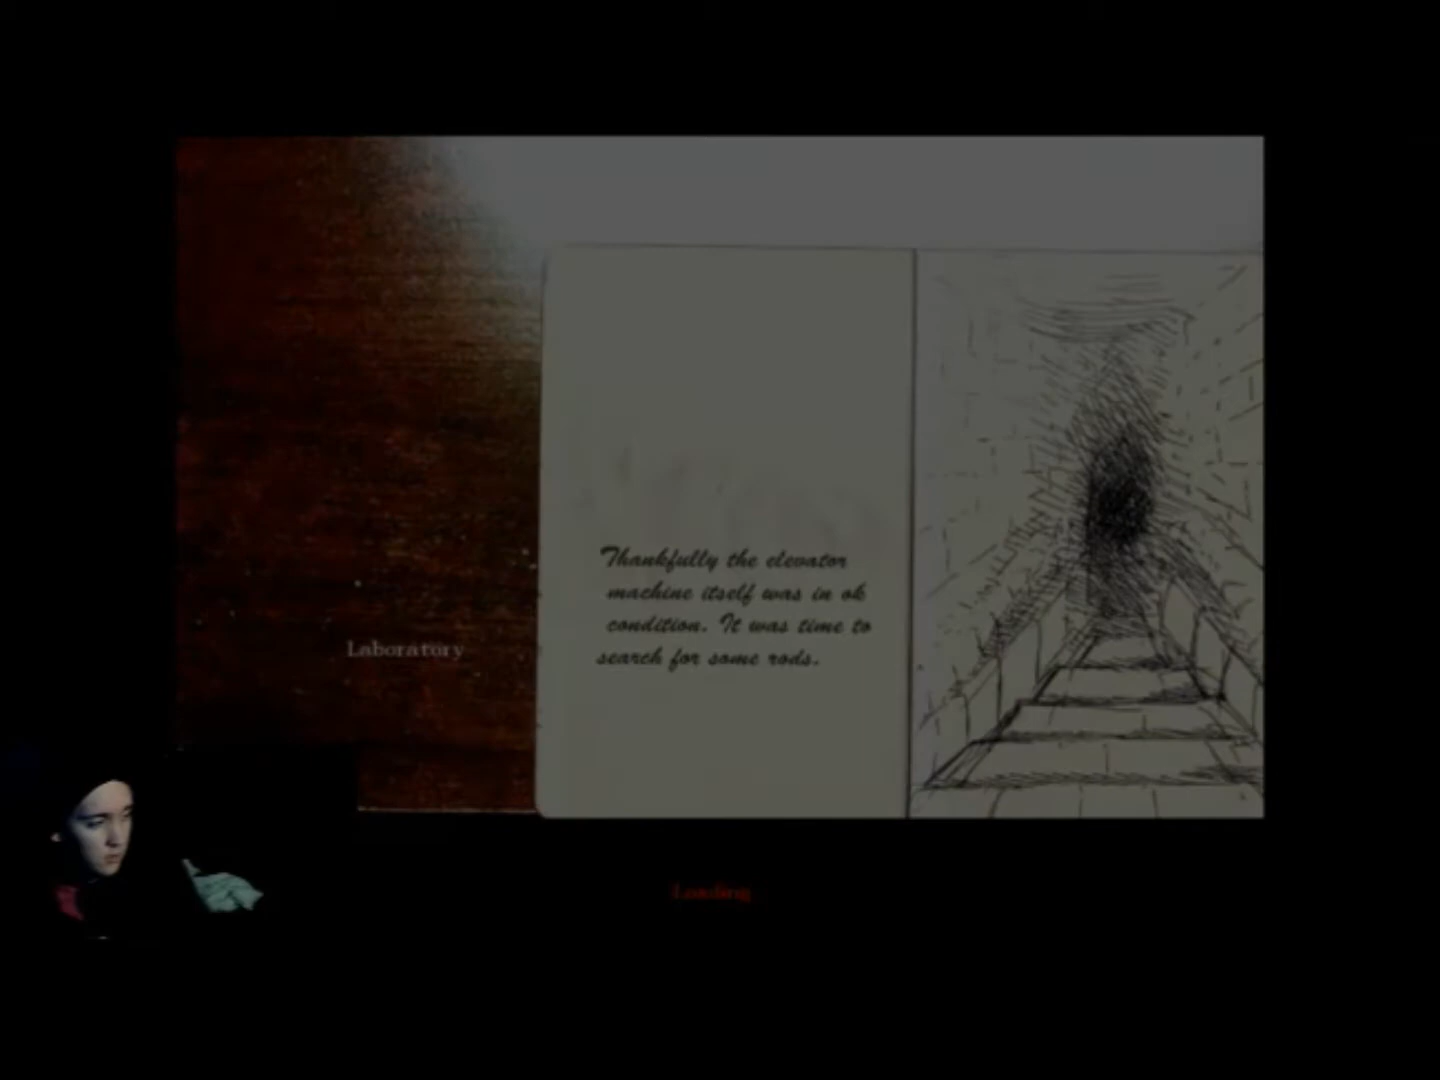 Thankfully the elevator
machine itself was in ok
condition. It was time to
search for some rods.
Laboratory
Loading